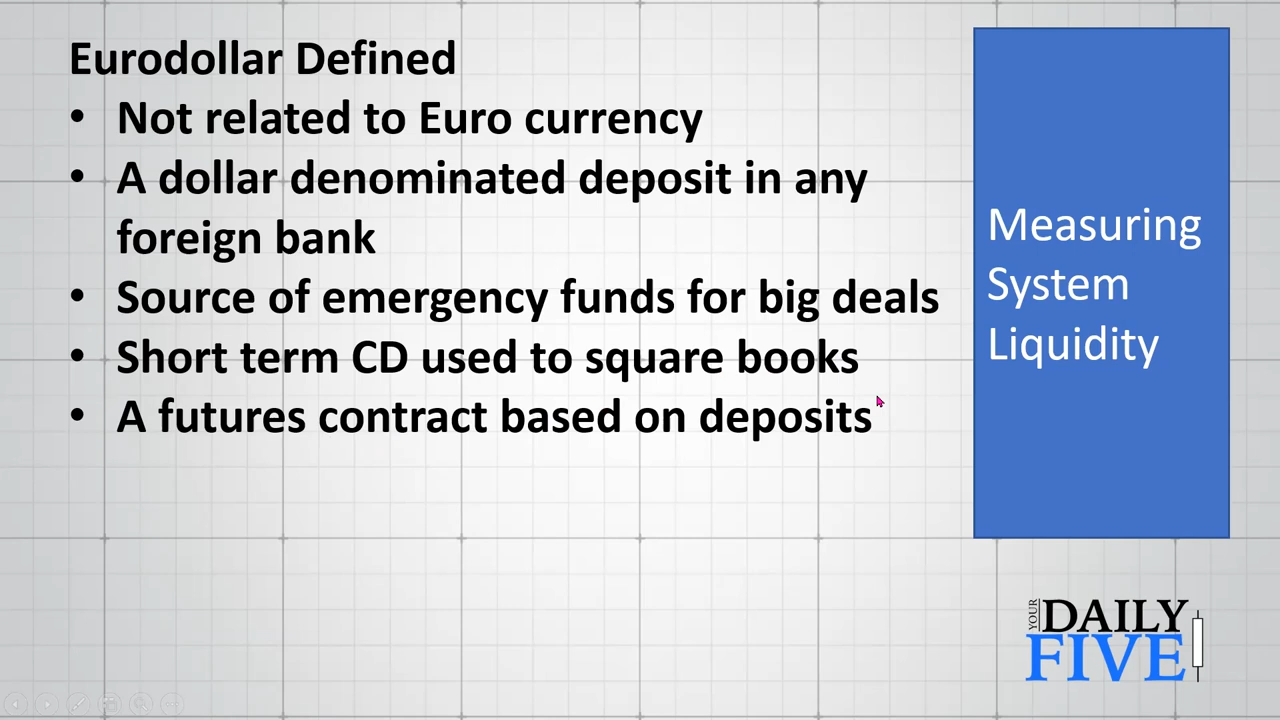 Eurodollar Defined
• Not related to Euro currency
• A dollar denominated deposit in any
foreign bank
• Source of emergency funds for big deals
• Short term CD used to square books
• A futures contract based on deposits
Measuring
System
Liquidity
YOUR
DAILY
FIVE